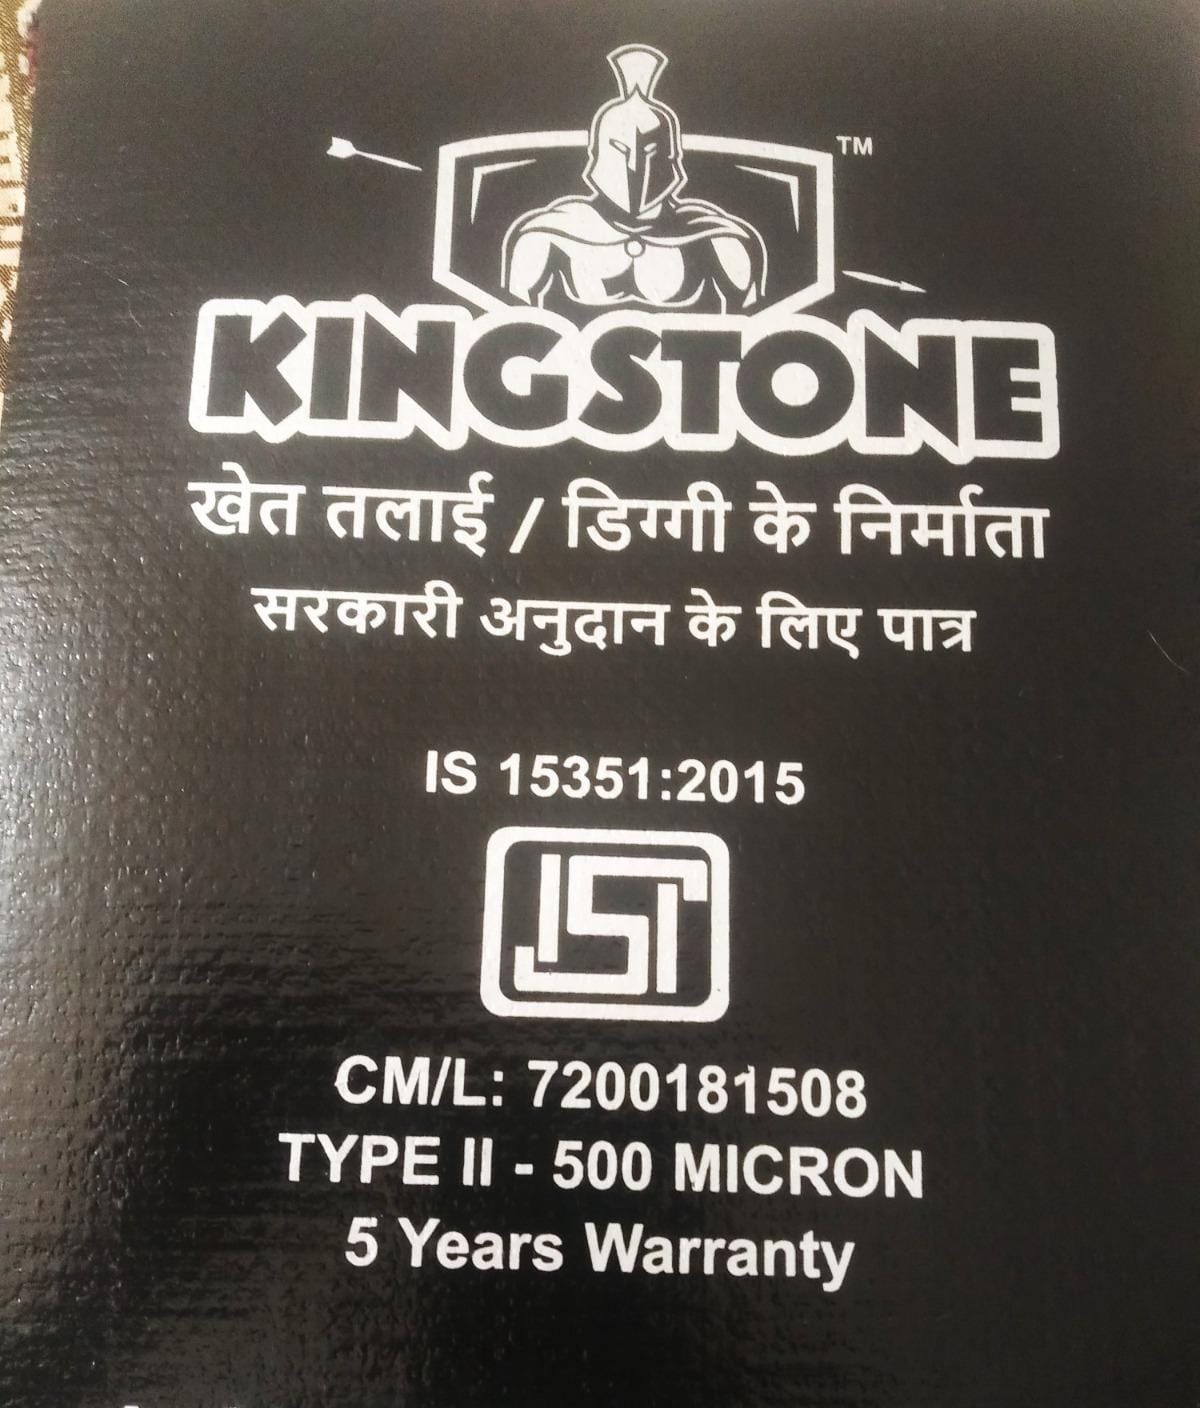 TM
KINGSTONE
खेत तलाई / डिग्गी के निर्माता
सरकारी अनुदान के लिए पात्र
IS 15351:2015
ISI
CM/L: 7200181508
TYPE II - 500 MICRON
5 Years Warranty